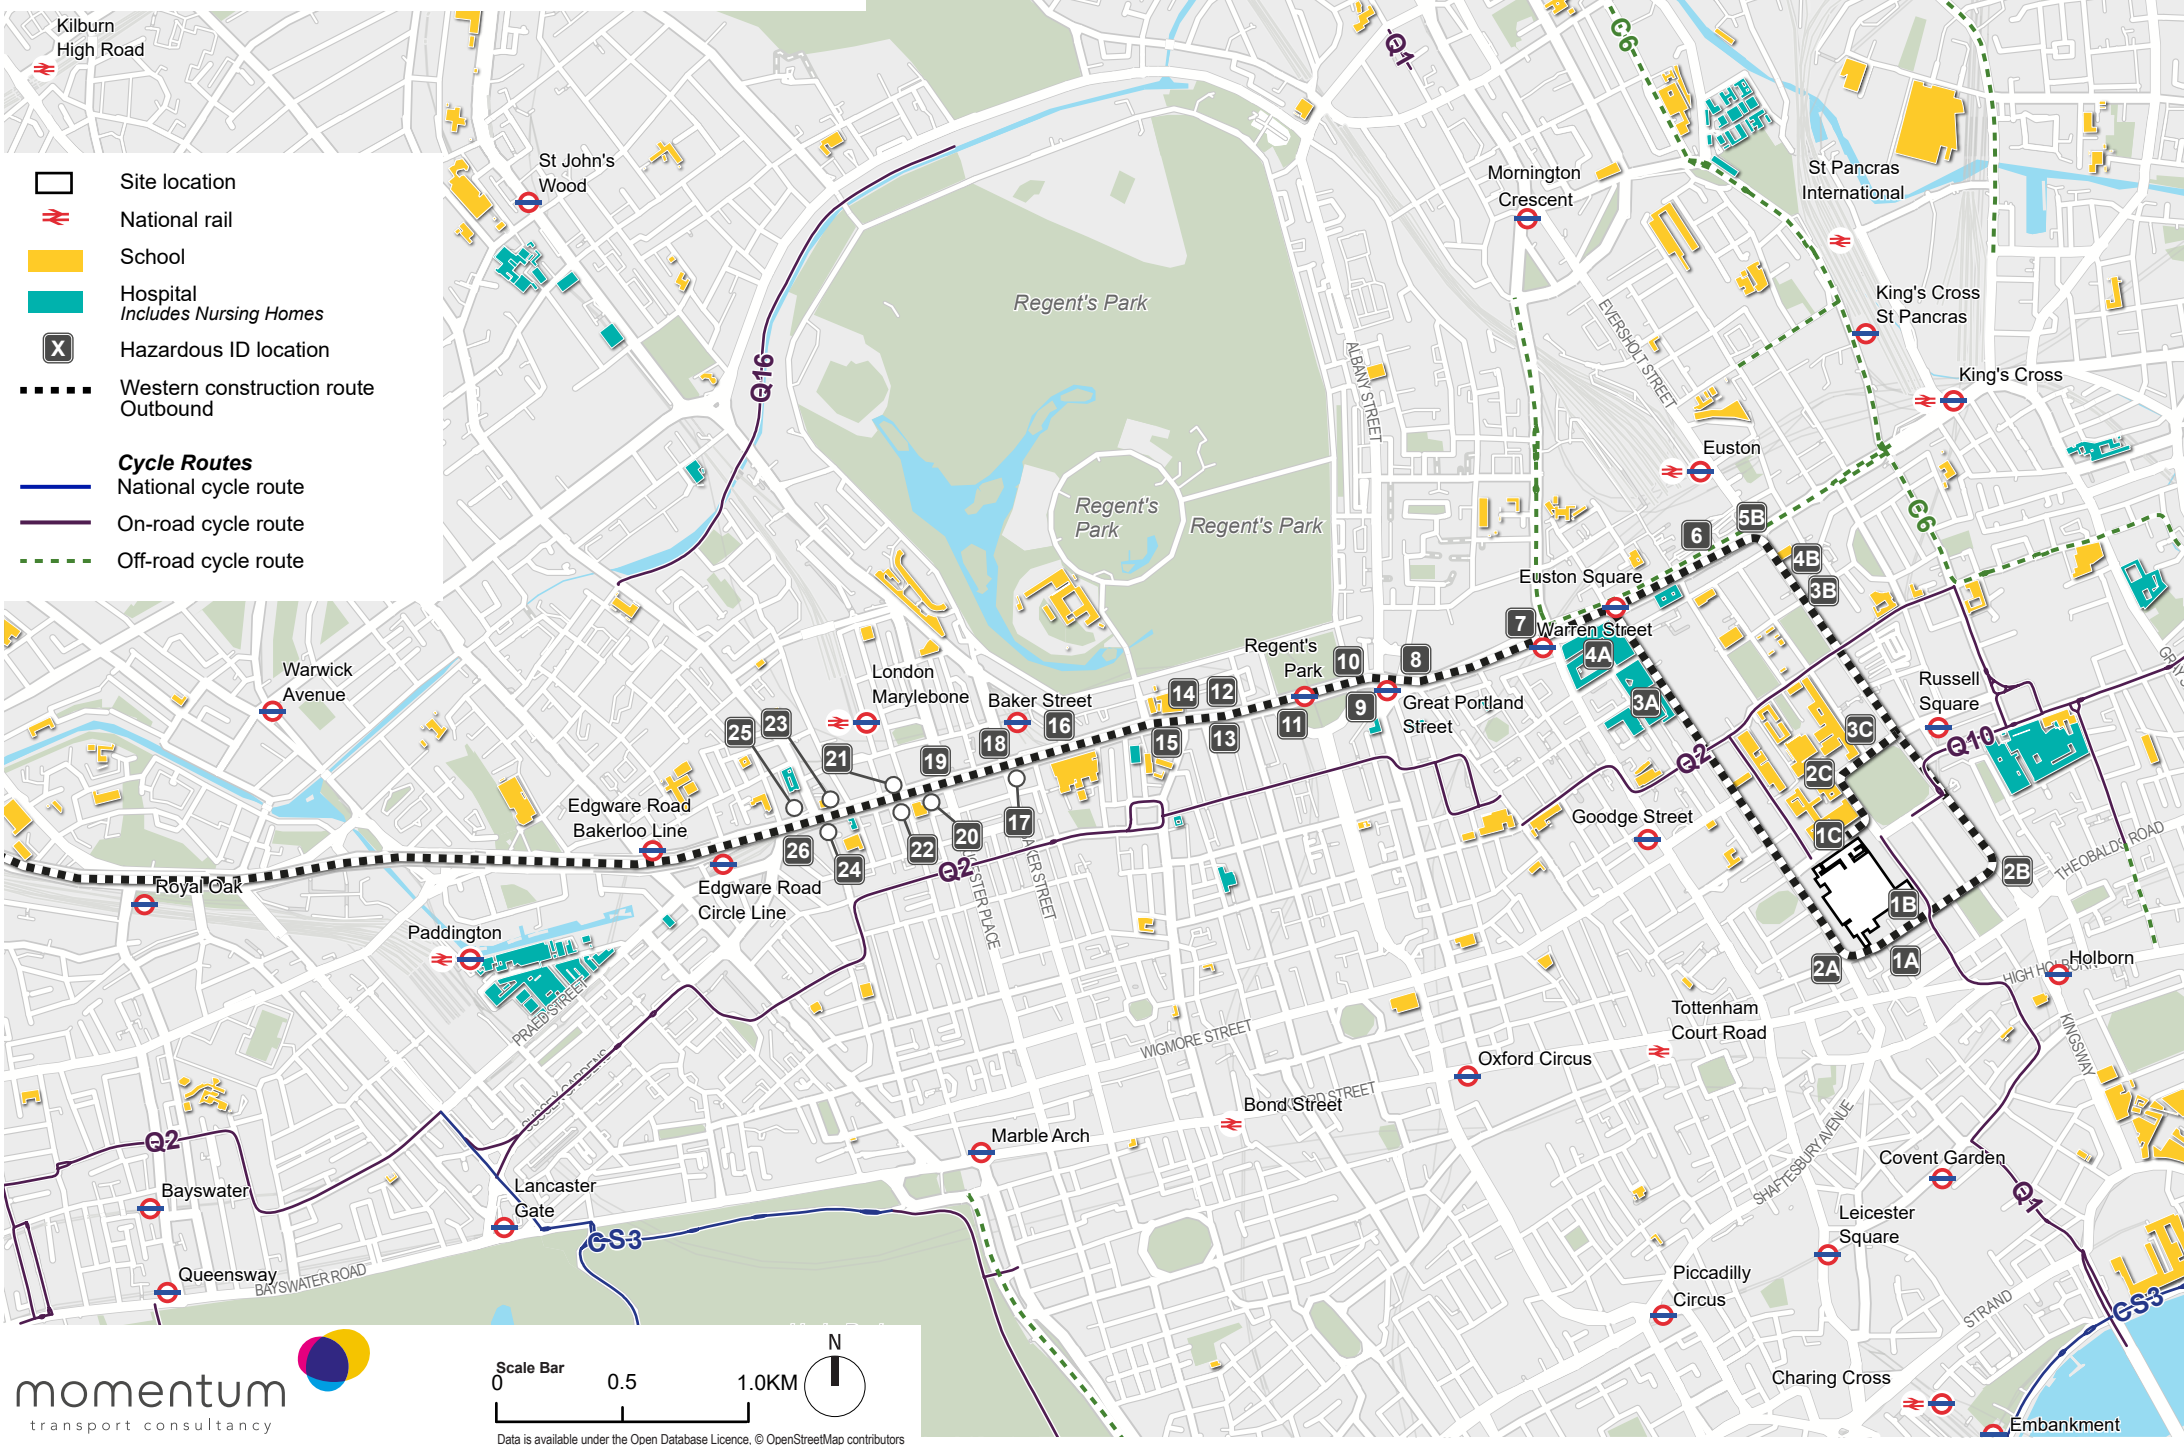 Kilburn
High Road
Site location
National rail
School
Hospital
Includes Nursing Homes
X
Hazardous ID location
Western construction route
Outbound
Cycle Routes
National cycle route
On-road cycle route
Off-road cycle route
St John's
Wood
Q16
Regent's Park
Regent's
Park
Regent's Park
ALBANY STREET
Q1
C6
Mornington
Crescent
St Pancras
International
King's Cross
St Pancras
King's Cross
EVERSHOLT STREET
Euston
C6
5B
6
4B
3B
Euston Square
7
Warren Street
4A
3A
Regent's
Park
10
8
9
11
Great Portland
Street
14
12
15
13
London
Marylebone
Baker Street
16
18
19
25
23
21
17
20
22
26
24
Warwick
Avenue
Edgware Road
Bakerloo Line
Edgware Road
Circle Line
Royal Oak
Paddington
Russell
Square
Q10
3C
2C
1C
Q2
Goodge Street
2B
THEOBALDS ROAD
1B
1A
2A
HIGH HOLBORN
Holborn
KINGSWAY
Q2
PRAED STREET
SUSSEX GARDENS
WIGMORE STREET
Tottenham
Court Road
Oxford Circus
Bond Street
Marble Arch
SHAFTESBURY AVENUE
Covent Garden
Q1
Leicester
Square
Piccadilly
Circus
STRAND
CS3
Charing Cross
Embankment
Q2
Bayswater
Lancaster
Gate
CS3
Queensway
BAYSWATER ROAD
momentum
transport consultancy
Scale Bar
0 0.5 1.0KM
N
Data is available under the Open Database Licence, © OpenStreetMap contributors